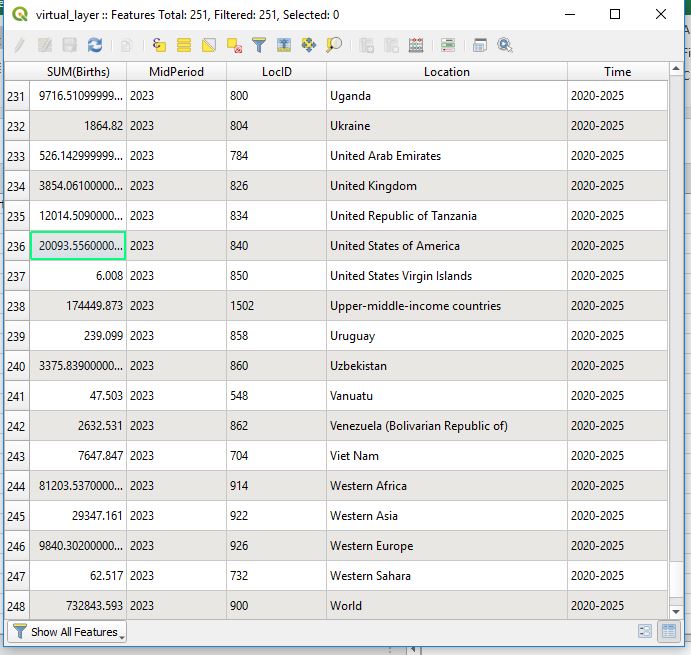 virtual_layer :: Features Total: 251, Filtered: 251, Selected: 0
SUM(Births) MidPeriod LocID Location Time
231 9716.51099999... 2023 800 Uganda 2020-2025
232 1864.82 2023 804 Ukraine 2020-2025
233 526.142999999... 2023 784 United Arab Emirates 2020-2025
234 3854.06100000... 2023 826 United Kingdom 2020-2025
235 12014.5090000... 2023 834 United Republic of Tanzania 2020-2025
236 20093.5560000... 2023 840 United States of America 2020-2025
237 6.008 2023 850 United States Virgin Islands 2020-2025
238 174449.873 2023 1502 Upper-middle-income countries 2020-2025
239 239.099 2023 858 Uruguay 2020-2025
240 3375.83900000... 2023 860 Uzbekistan 2020-2025
241 47.503 2023 548 Vanuatu 2020-2025
242 2632.531 2023 862 Venezuela (Bolivarian Republic of) 2020-2025
243 7647.847 2023 704 Viet Nam 2020-2025
244 81203.5370000... 2023 914 Western Africa 2020-2025
245 29347.161 2023 922 Western Asia 2020-2025
246 9840.30200000... 2023 926 Western Europe 2020-2025
247 62.517 2023 732 Western Sahara 2020-2025
248 732843.593 2023 900 World 2020-2025
Show All Features